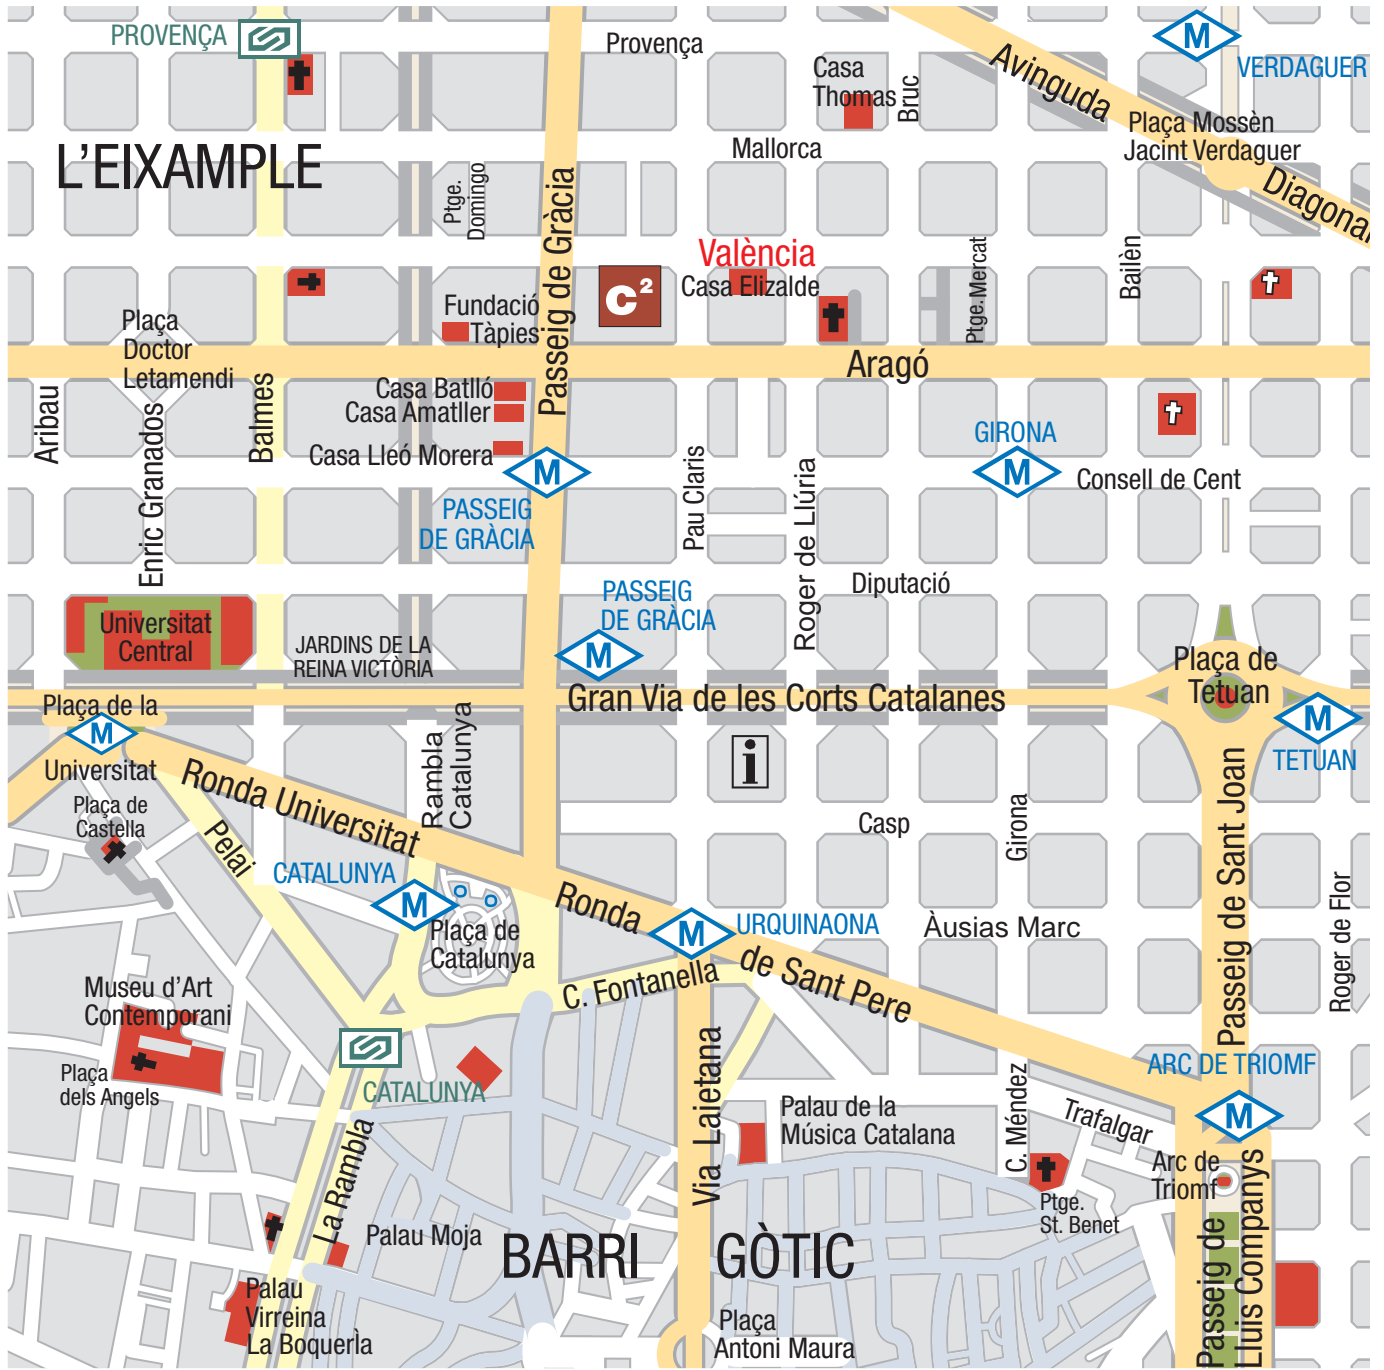 PROVENÇA
Provença
M
VERDAGUER
Avinguda
Casa
Thomas
Bruc
Plaça Mossèn
Jacint Verdaguer
Mallorca
L'EIXAMPLE
Ptge.
Domingo
Passeig de Gràcia
Diagonal
València
Casa Elizalde
C²
Ptge. Mercat
Bailèn
Fundació
Tàpies
Plaça
Doctor
Letamendi
Aragó
Casa Batlló
Casa Amatller
Casa Lleó Morera
Aribau
Enric Granados
Balmes
M
PASSEIG
DE GRÀCIA
Pau Claris
Roger de Llúria
GIRONA
M
Consell de Cent
Diputació
PASSEIG
DE GRÀCIA
M
Universitat
Central
JARDINS DE LA
REINA VICTÒRIA
Plaça de
Tetuan
Gran Via de les Corts Catalanes
M
TETUAN
Plaça de la
M
Universitat
Rambla
Catalunya
i
Ronda Universitat
Plaça de
Castella
Pelai
Casp
Girona
Passeig de Sant Joan
CATALUNYA
M
Plaça de
Catalunya
Ronda
M
URQUINAONA
de Sant Pere
Àusias Marc
Roger de Flor
C. Fontanella
Museu d'Art
Contemporani
Plaça
dels Angels
CATALUNYA
Via Laietana
ARC DE TRIOMF
M
C. Méndez
Trafalgar
Palau de la
Música Catalana
Arc de
Triomf
Ptge.
St. Benet
La Rambla
Palau Moja
BARRI GÒTIC
Passeig de
Lluis Companys
Palau
Virreina
La Boquerìa
Plaça
Antoni Maura